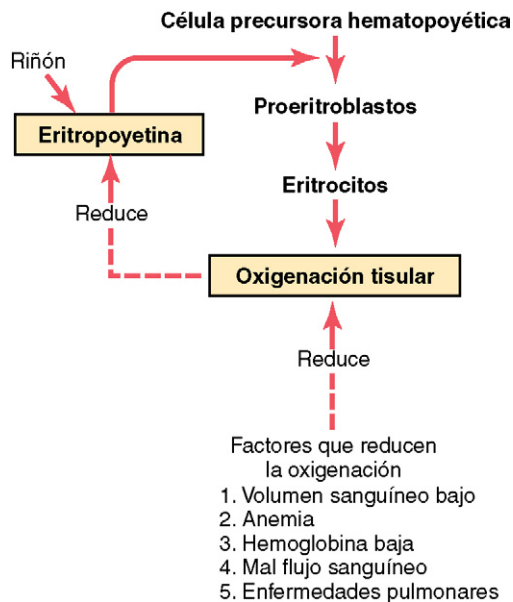 Célula precursora hematopoyética
Riñón
Proeritroblastos
Eritropoyetina
Eritrocitos
Reduce
Oxigenación tisular
Reduce
Factores que reducen
la oxigenación
1. Volumen sanguíneo bajo
2. Anemia
3. Hemoglobina baja
4. Mal flujo sanguíneo
5. Enfermedades pulmonares